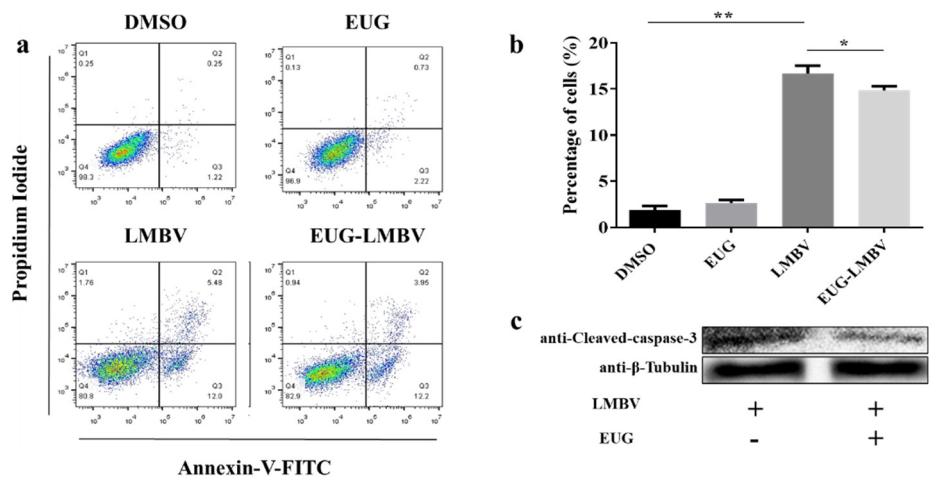 a
DMSO
EUG
Q1
0.25
Q2
0.25
Q4
98.3
Q3
1.22
Q1
0.13
Q2
0.73
Q4
96.9
Q3
2.22
LMBV
EUG-LMBV
Q1
1.76
Q2
5.48
Q4
80.8
Q3
12.0
Q1
0.94
Q2
3.95
Q4
82.9
Q3
12.2
Propidium Iodide
Annexin-V-FITC
b
**
*
Percentage of cells (%)
20
15
10
5
0
DMSO
EUG
LMBV
EUG-LMBV
c
anti-Cleaved-caspase-3
anti-β-Tubulin
LMBV + +
EUG - +